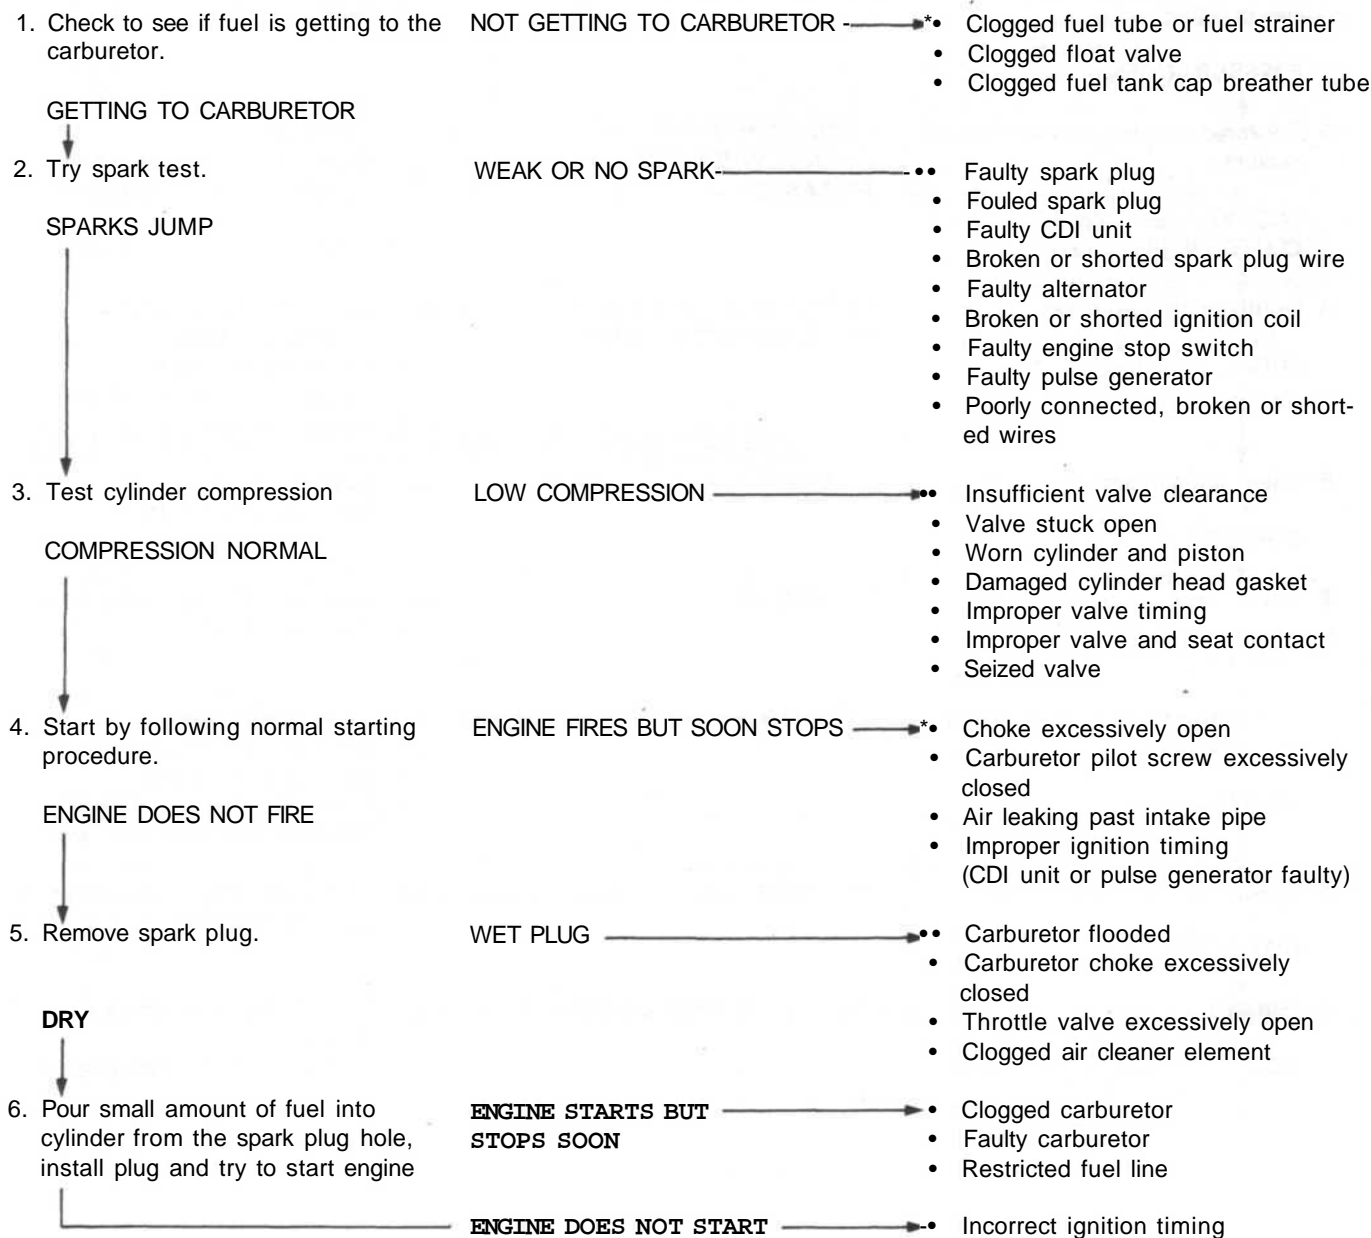 1. Check to see if fuel is getting to the
carburetor.
NOT GETTING TO CARBURETOR
• Clogged fuel tube or fuel strainer
• Clogged float valve
• Clogged fuel tank cap breather tube
GETTING TO CARBURETOR
2. Try spark test.
WEAK OR NO SPARK
• Faulty spark plug
• Fouled spark plug
• Faulty CDI unit
• Broken or shorted spark plug wire
• Faulty alternator
• Broken or shorted ignition coil
• Faulty engine stop switch
• Faulty pulse generator
• Poorly connected, broken or short-
ed wires
SPARKS JUMP
3. Test cylinder compression
LOW COMPRESSION
• Insufficient valve clearance
• Valve stuck open
• Worn cylinder and piston
• Damaged cylinder head gasket
• Improper valve timing
• Improper valve and seat contact
• Seized valve
COMPRESSION NORMAL
4. Start by following normal starting
procedure.
ENGINE FIRES BUT SOON STOPS
• Choke excessively open
• Carburetor pilot screw excessively
closed
• Air leaking past intake pipe
• Improper ignition timing
(CDI unit or pulse generator faulty)
ENGINE DOES NOT FIRE
5. Remove spark plug.
WET PLUG
• Carburetor flooded
• Carburetor choke excessively
closed
• Throttle valve excessively open
• Clogged air cleaner element
DRY
6. Pour small amount of fuel into
cylinder from the spark plug hole,
install plug and try to start engine
ENGINE STARTS BUT
STOPS SOON
• Clogged carburetor
• Faulty carburetor
• Restricted fuel line
ENGINE DOES NOT START
• Incorrect ignition timing